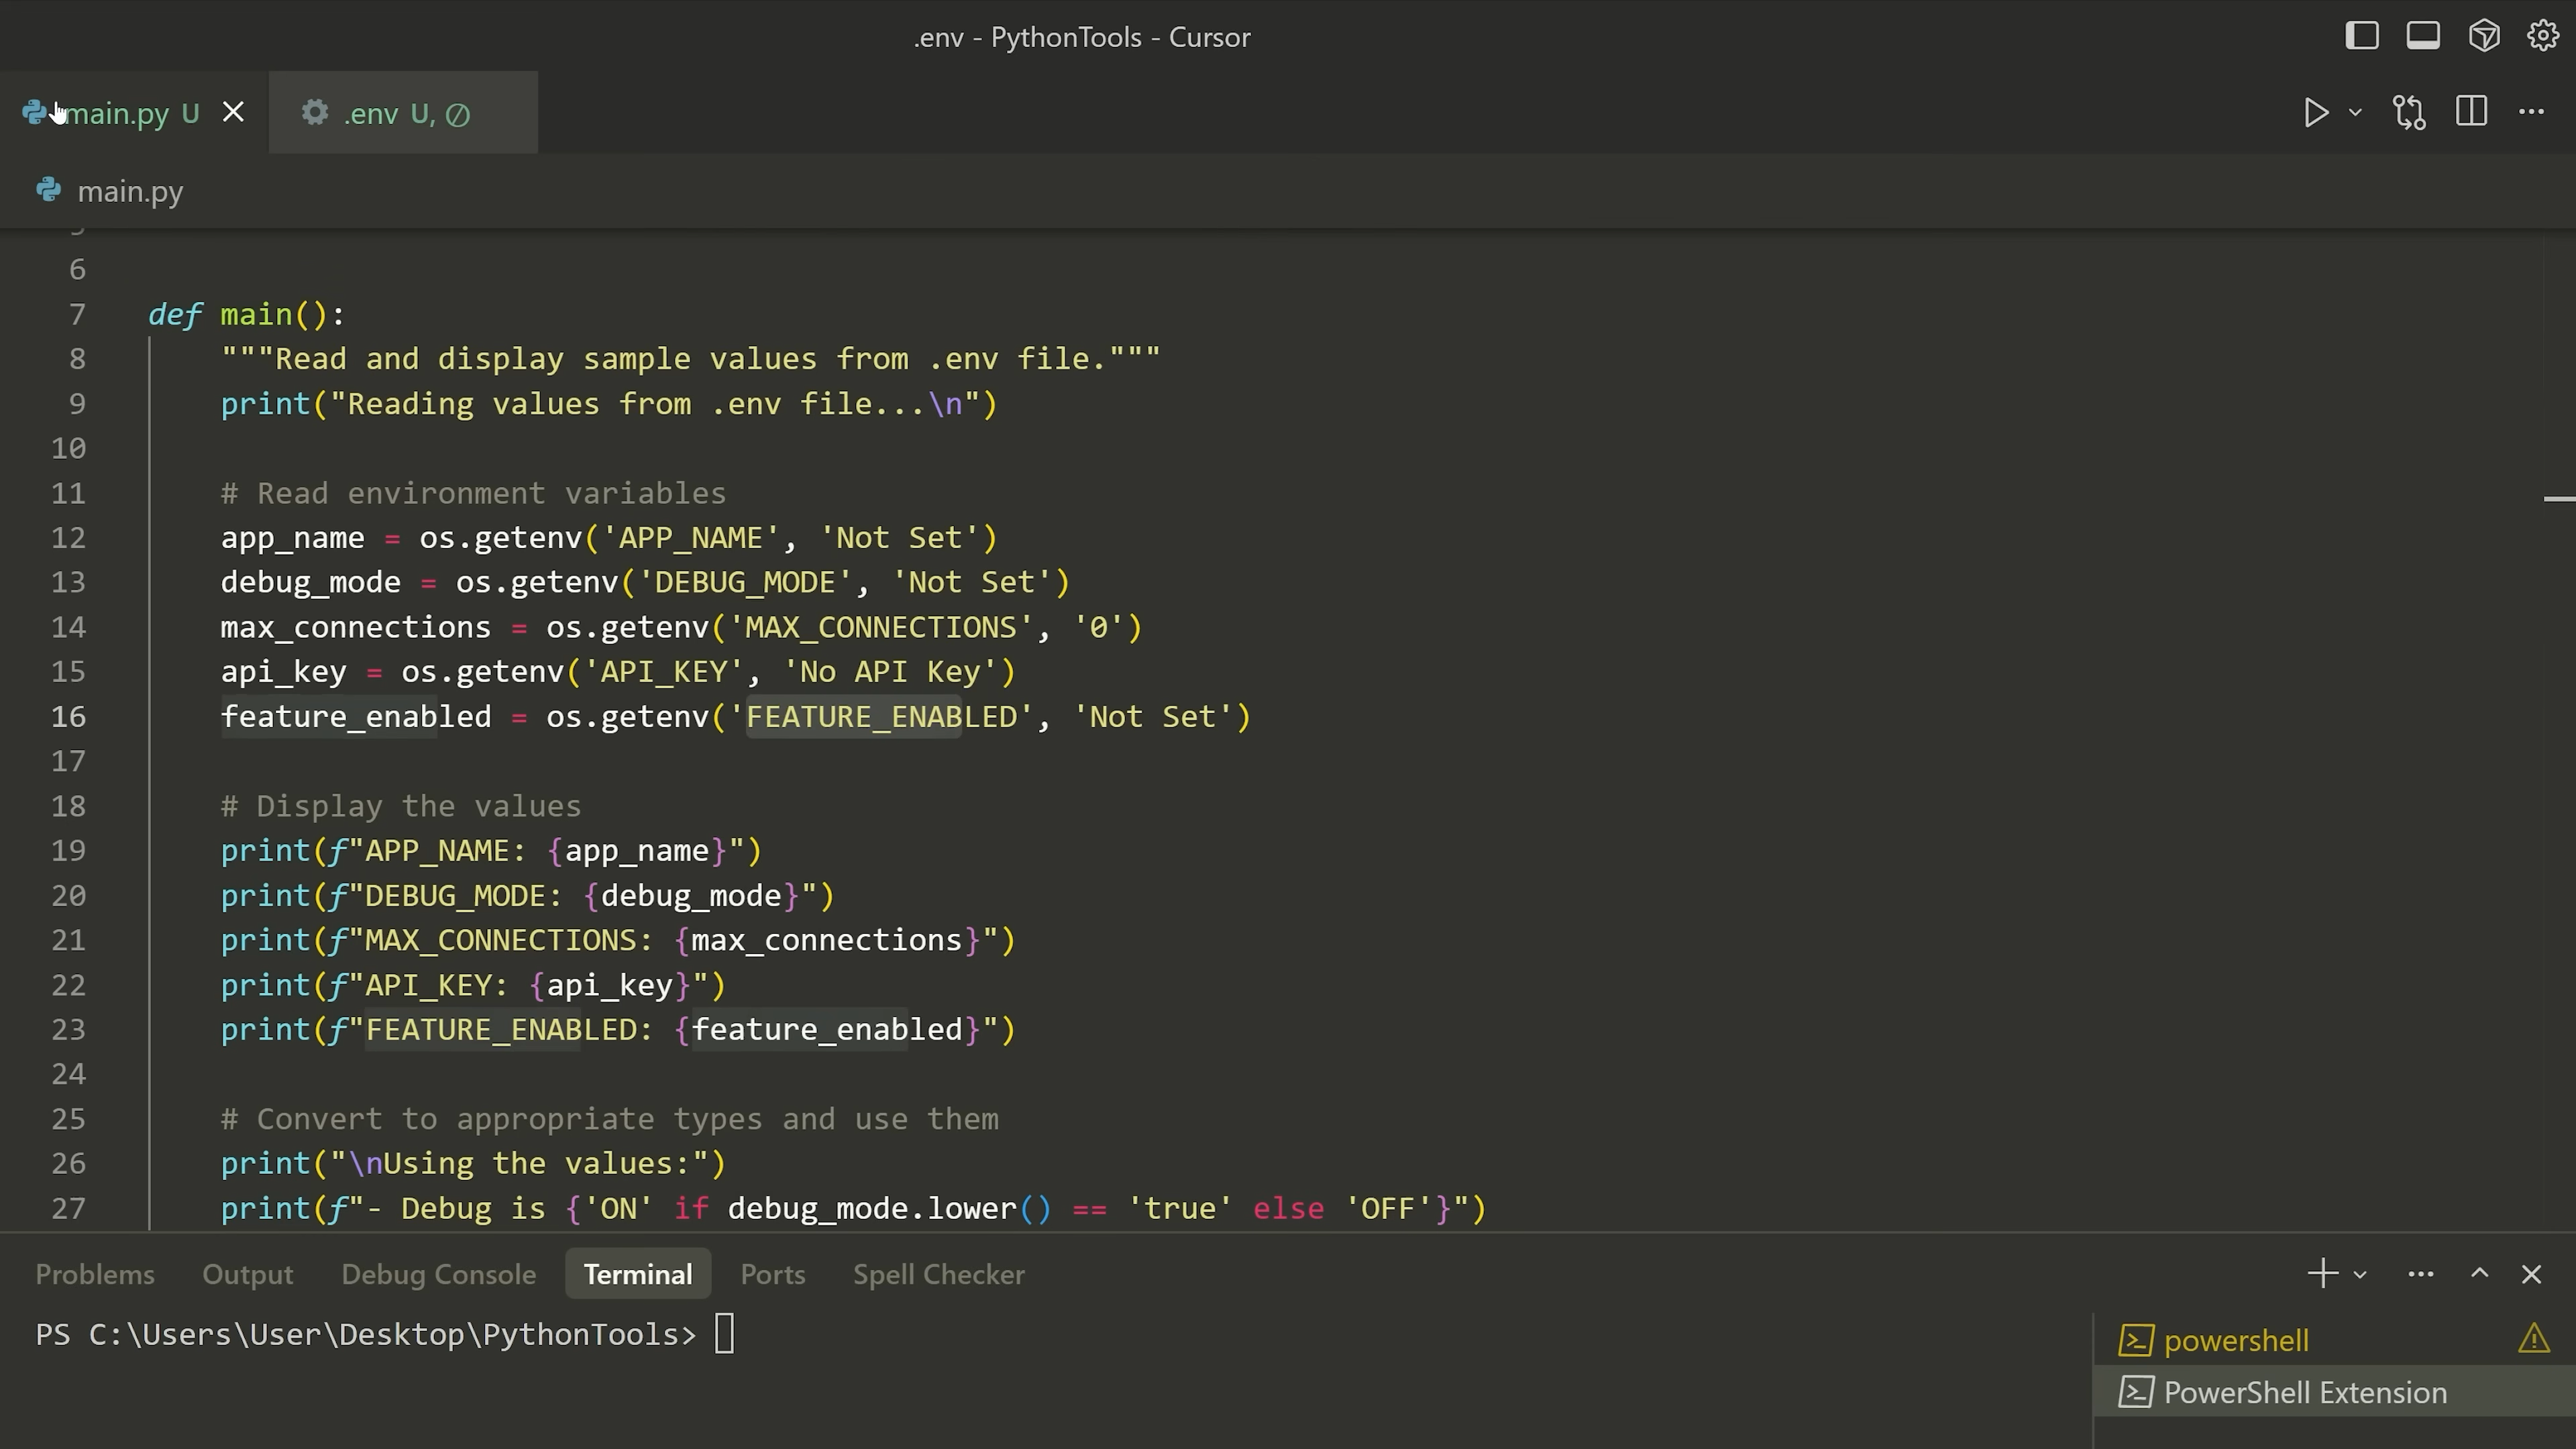 .env - PythonTools - Cursor
main.py U
.env U,
main.py
6
7 def main():
8 """Read and display sample values from .env file."""
9 print("Reading values from .env file...\n")
10
11 # Read environment variables
12 app_name = os.getenv('APP_NAME', 'Not Set')
13 debug_mode = os.getenv('DEBUG_MODE', 'Not Set')
14 max_connections = os.getenv('MAX_CONNECTIONS', '0')
15 api_key = os.getenv('API_KEY', 'No API Key')
16 feature_enabled = os.getenv('FEATURE_ENABLED', 'Not Set')
17
18 # Display the values
19 print(f"APP_NAME: {app_name}")
20 print(f"DEBUG_MODE: {debug_mode}")
21 print(f"MAX_CONNECTIONS: {max_connections}")
22 print(f"API_KEY: {api_key}")
23 print(f"FEATURE_ENABLED: {feature_enabled}")
24
25 # Convert to appropriate types and use them
26 print("\nUsing the values:")
27 print(f"- Debug is {'ON' if debug_mode.lower() == 'true' else 'OFF'}")
Problems Output Debug Console Terminal Ports Spell Checker
PS C:\Users\User\Desktop\PythonTools>
powershell
PowerShell Extension